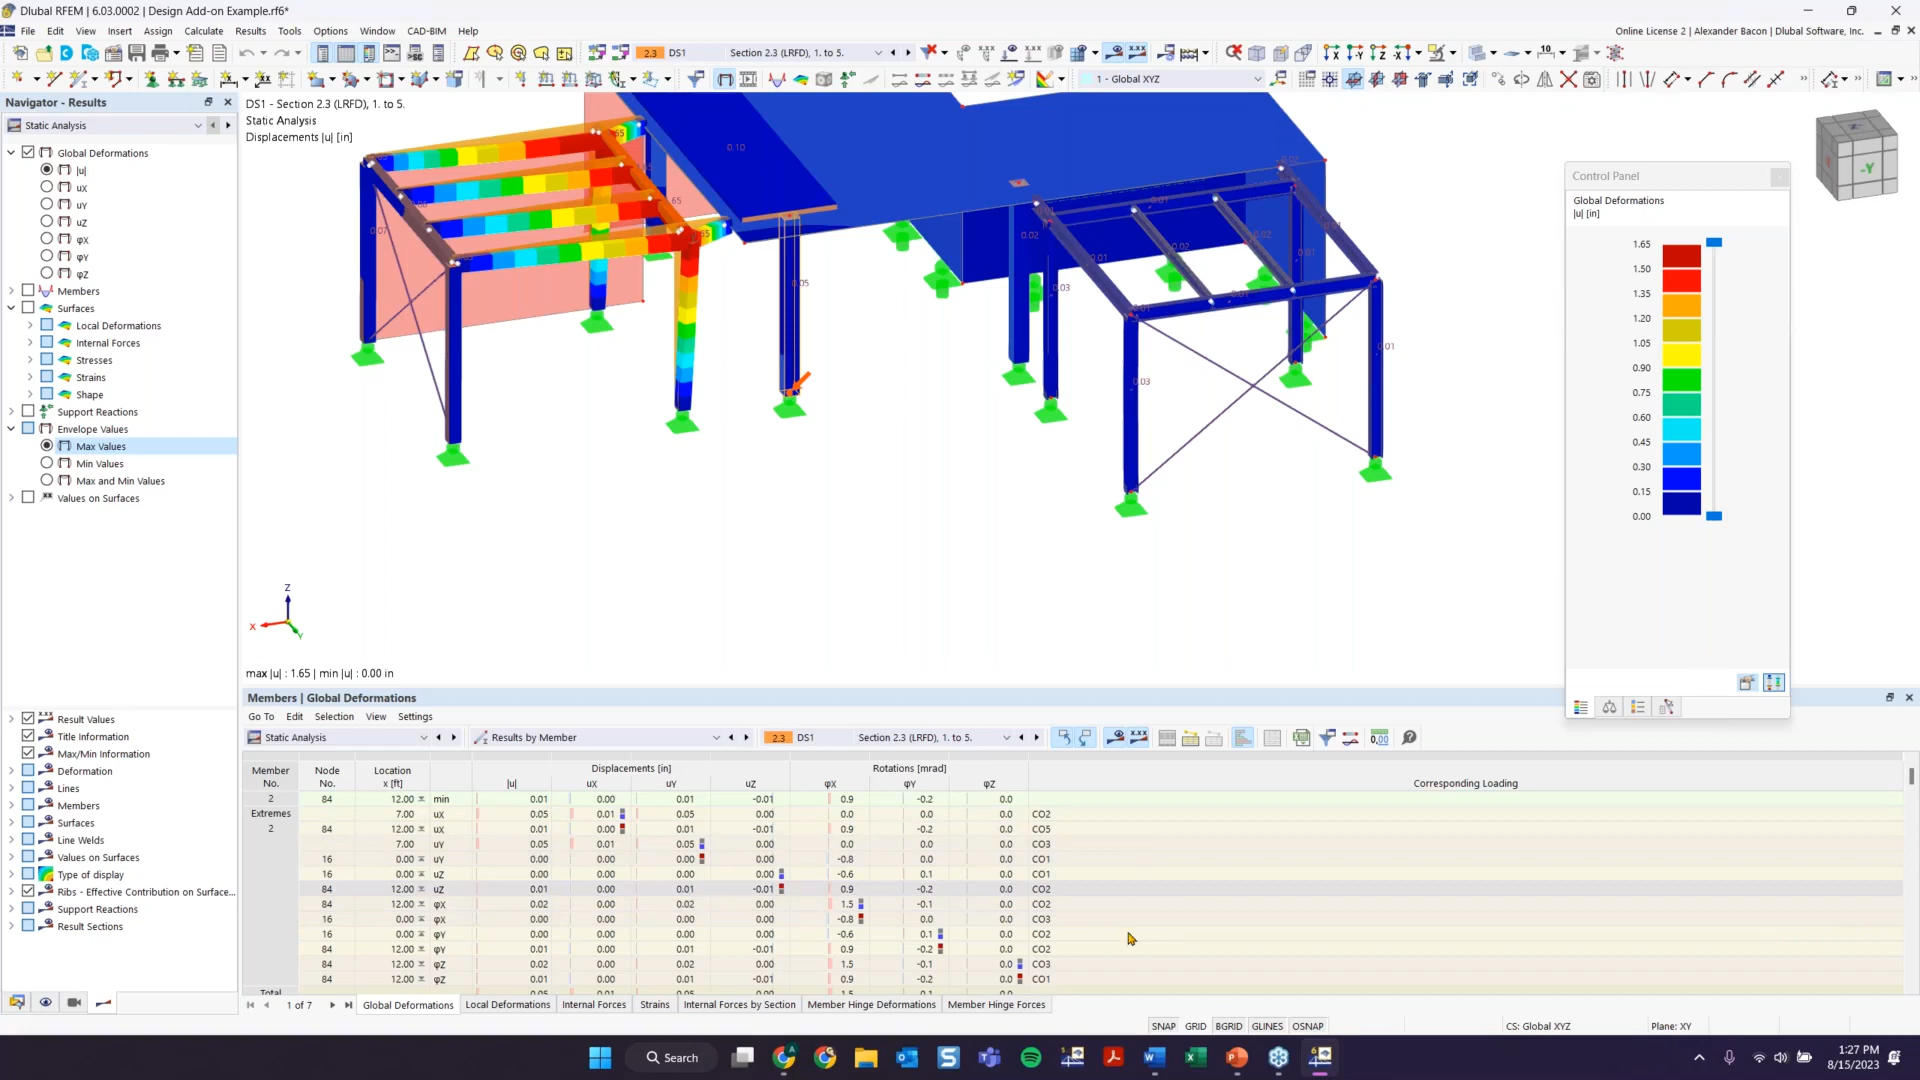 Dlubal RFEM | 6.03.0002 | Design Add-on Example.rf6*
File Edit View Insert Assign Calculate Results Tools Options Window CAD-BIM Help
Online License 2 | Alexander Bacon | Dlubal Software, Inc.
2.3 DS1 Section 2.3 (LRFD), 1. to 5.
1 - Global XYZ
Navigator - Results
Static Analysis
Global Deformations
|u|
uX
uY
uZ
φX
φY
φZ
Members
Surfaces
Local Deformations
Internal Forces
Stresses
Strains
Shape
Support Reactions
Envelope Values
Max Values
Min Values
Max and Min Values
Values on Surfaces
Result Values
Title Information
Max/Min Information
Deformation
Lines
Members
Surfaces
Line Welds
Values on Surfaces
Type of display
Ribs - Effective Contribution on Surface...
Support Reactions
Result Sections
DS1 - Section 2.3 (LRFD), 1. to 5.
Static Analysis
Displacements |u| [in]
0.10
0.07
0.05
0.02
0.03
0.01
0.03
0.01
Z
X
Y
-Y
max |u| : 1.65 | min |u| : 0.00 in
Control Panel
Global Deformations
|u| [in]
1.65
1.50
1.35
1.20
1.05
0.90
0.75
0.60
0.45
0.30
0.15
0.00
Members | Global Deformations
Go To Edit Selection View Settings
Static Analysis Results by Member 2.3 DS1 Section 2.3 (LRFD), 1. to 5.
Member No. Node No. Location x [ft] Displacements [in] |u| uX uY uZ Rotations [mrad] φX φY φZ Corresponding Loading
2 84 12.00 min 0.01 0.00 0.01 -0.01 0.9 -0.2 0.0
Extremes 7.00 uX 0.05 0.01 0.05 0.00 0.0 0.0 0.0 CO2
2 84 12.00 uX 0.01 0.00 0.01 -0.01 0.9 -0.2 0.0 CO5
7.00 uY 0.05 0.01 0.05 0.00 0.0 0.0 0.0 CO3
16 0.00 uY 0.00 0.00 0.00 0.00 -0.8 0.0 0.0 CO1
16 0.00 uZ 0.00 0.00 0.00 0.00 -0.6 0.1 0.0 CO1
84 12.00 uZ 0.01 0.00 0.01 -0.01 0.9 -0.2 0.0 CO2
84 12.00 φX 0.02 0.00 0.02 0.00 1.5 -0.1 0.0 CO2
16 0.00 φX 0.00 0.00 0.00 0.00 -0.8 0.0 0.0 CO3
16 0.00 φY 0.00 0.00 0.00 0.00 -0.6 0.1 0.0 CO2
84 12.00 φY 0.01 0.00 0.01 -0.01 0.9 -0.2 0.0 CO2
84 12.00 φZ 0.02 0.00 0.02 0.00 1.5 -0.1 0.0 CO3
84 12.00 φZ 0.01 0.00 0.01 -0.01 0.9 -0.2 0.0 CO1
1 of 7 Global Deformations Local Deformations Internal Forces Strains Internal Forces by Section Member Hinge Deformations Member Hinge Forces
SNAP GRID BGRID GLINES OSNAP CS: Global XYZ Plane: XY
Search
1:27 PM
8/15/2023